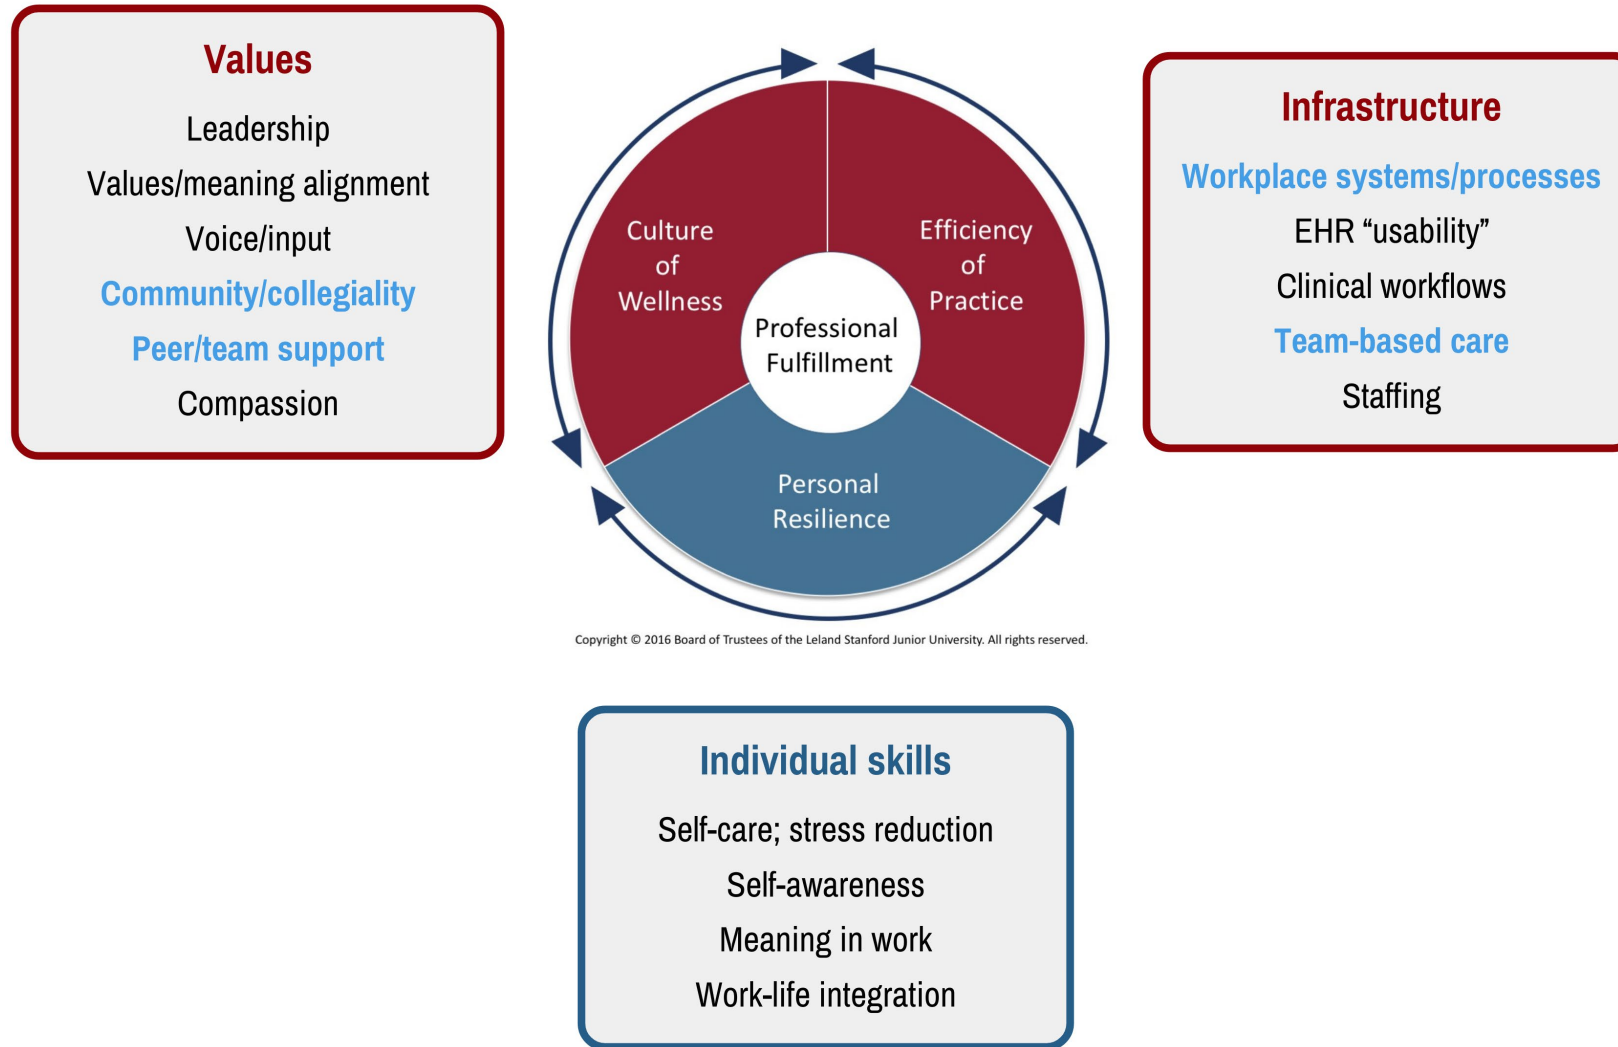 Values
Leadership
Values/meaning alignment
Voice/input
Community/collegiality
Peer/team support
Compassion
Culture
of
Wellness
Efficiency
of
Practice
Professional
Fulfillment
Personal
Resilience
Copyright © 2016 Board of Trustees of the Leland Stanford Junior University. All rights reserved.
Infrastructure
Workplace systems/processes
EHR “usability”
Clinical workflows
Team-based care
Staffing
Individual skills
Self-care; stress reduction
Self-awareness
Meaning in work
Work-life integration